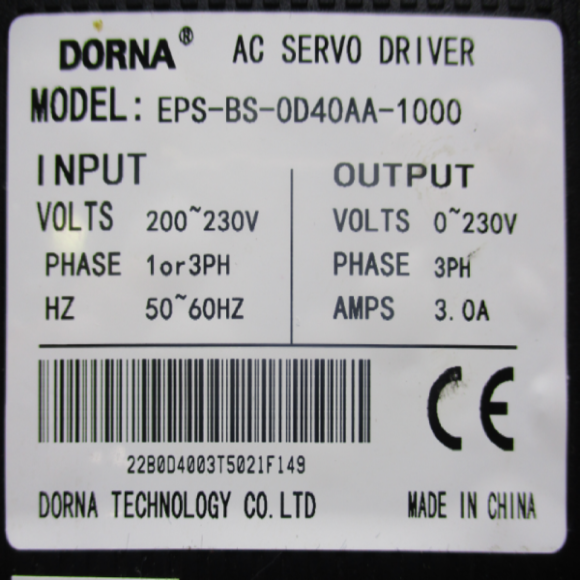 DORNA® AC SERVO DRIVER
MODEL: EPS-BS-0D40AA-1000
INPUT
VOLTS 200~230V
PHASE 1or3PH
HZ 50~60HZ
OUTPUT
VOLTS 0~230V
PHASE 3PH
AMPS 3.0A
CE
22B0D4003T5021F149
DORNA TECHNOLOGY CO.LTD MADE IN CHINA